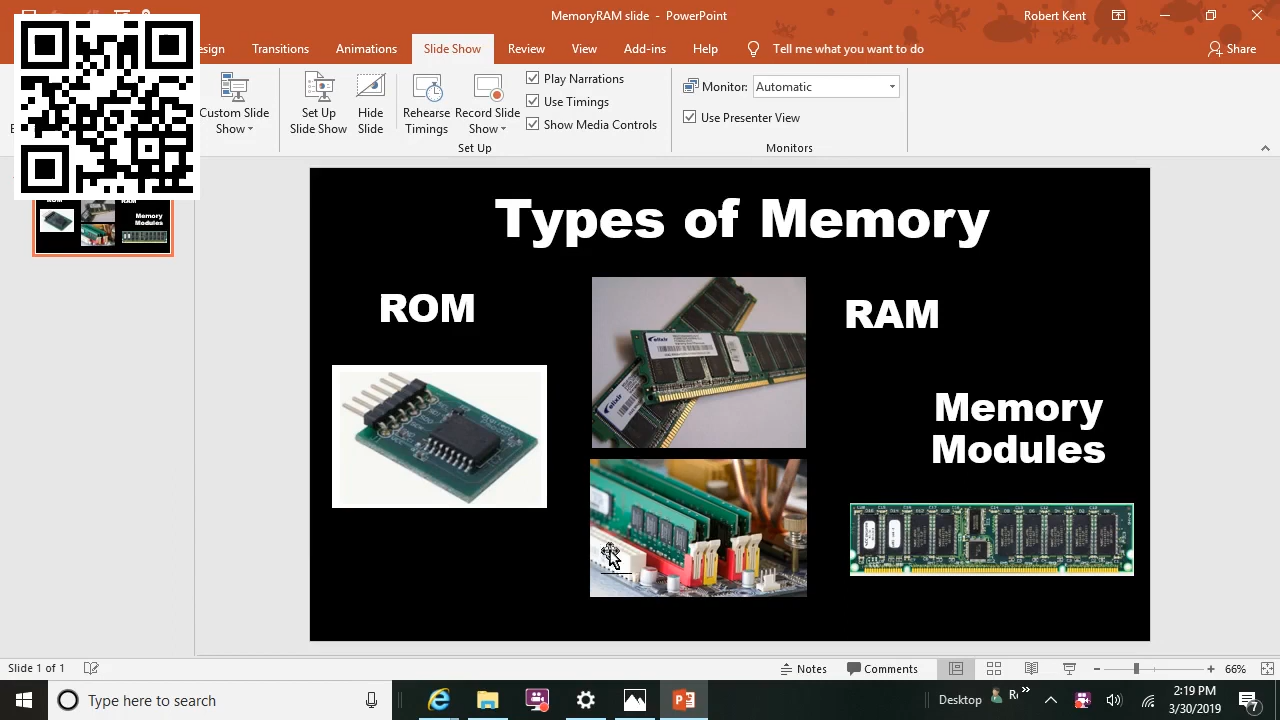 MemoryRAM slide - PowerPoint
Robert Kent
esign Transitions Animations Slide Show Review View Add-ins Help Tell me what you want to do
Share
Custom Slide Show
Set Up Slide Show
Hide Slide
Rehearse Timings
Record Slide Show
Play Narrations
Use Timings
Show Media Controls
Set Up
Monitor: Automatic
Use Presenter View
Monitors
RAM
Memory
Modules
Types of Memory
ROM
RAM
elixir
elixir
Memory
Modules
Slide 1 of 1
Notes
Comments
66%
Type here to search
Desktop
2:19 PM
3/30/2019
7